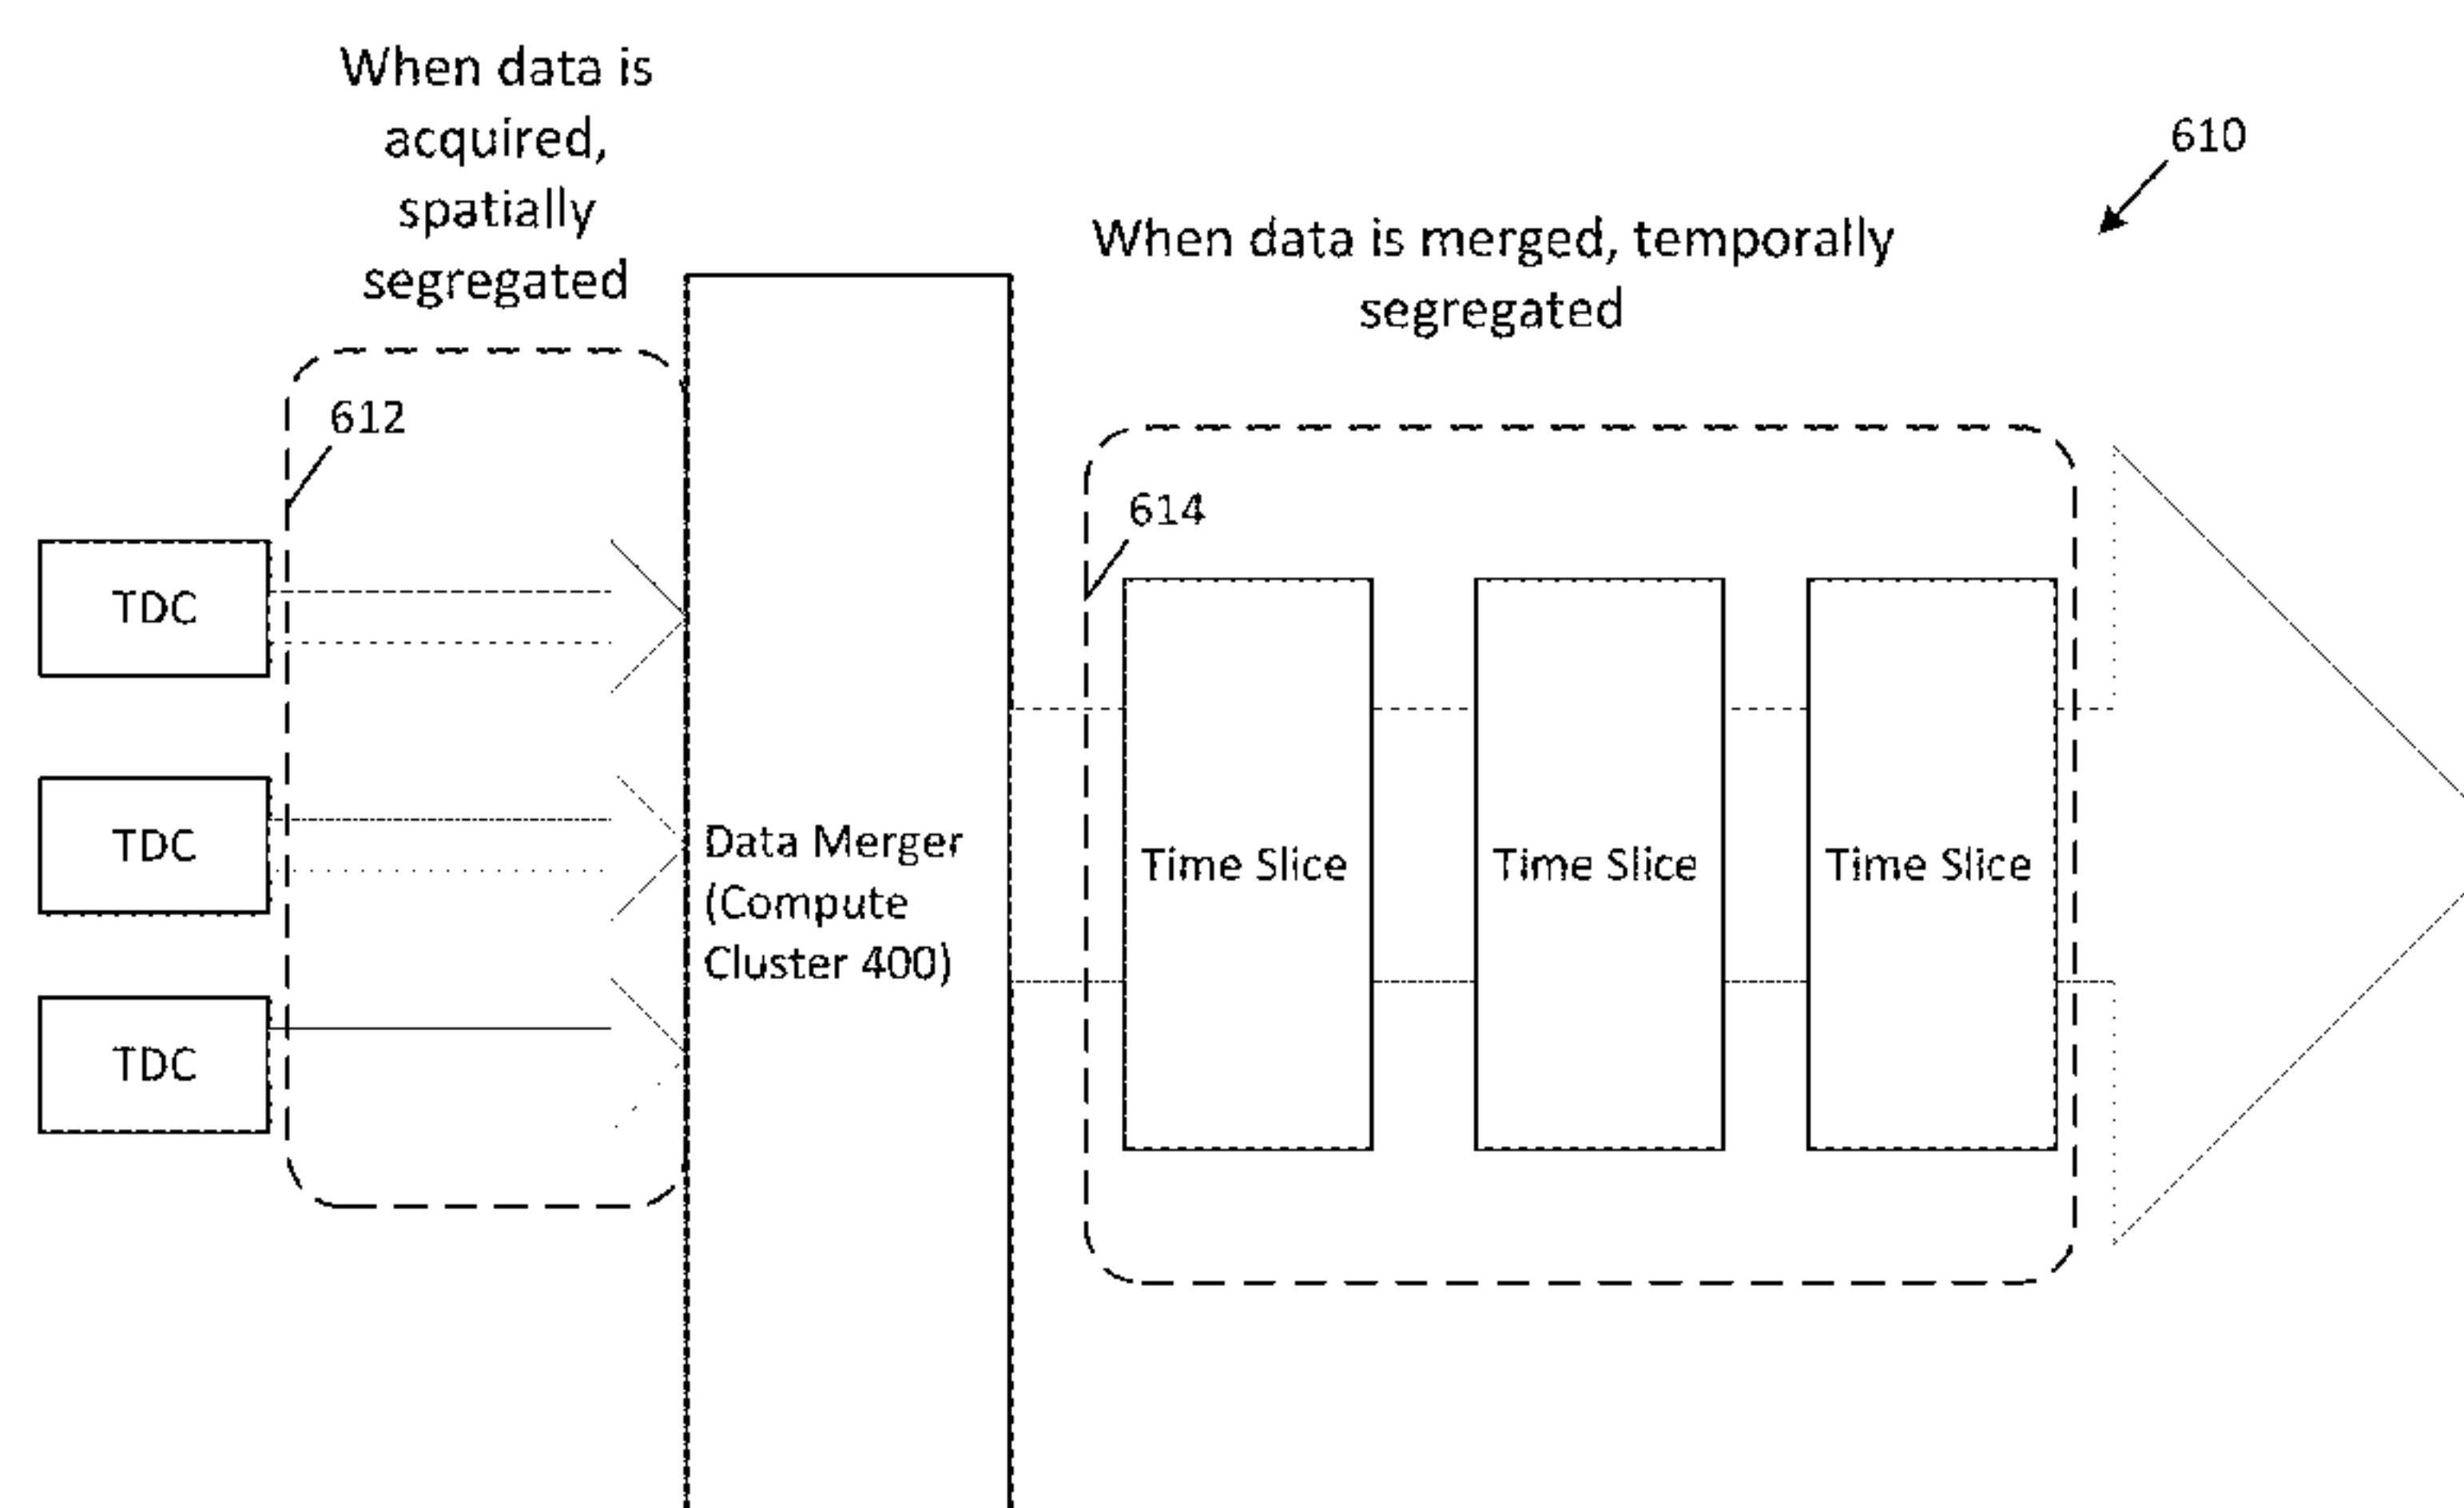 When data is
acquired,
spatially
segregated
610
When data is merged, temporally
segregated
612
614
TDC
TDC
TDC
Data Merger
(Compute
Cluster 400)
Time Slice
Time Slice
Time Slice